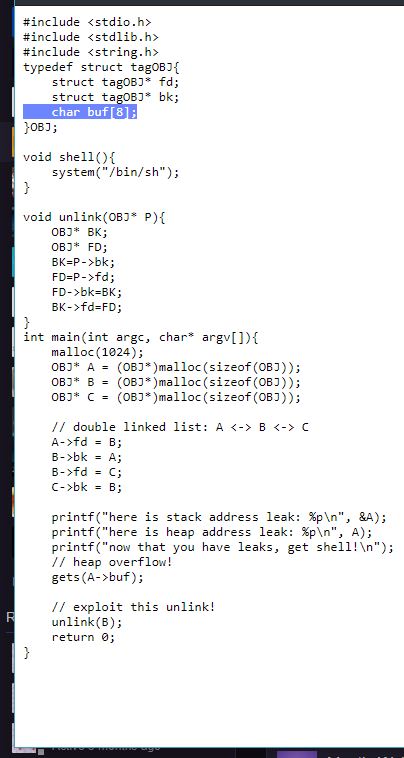 #include <stdio.h>
#include <stdlib.h>
#include <string.h>
typedef struct tagOBJ{
    struct tagOBJ* fd;
    struct tagOBJ* bk;
    char buf[8];
}OBJ;

void shell(){
    system("/bin/sh");
}

void unlink(OBJ* P){
    OBJ* BK;
    OBJ* FD;
    BK=P->bk;
    FD=P->fd;
    FD->bk=BK;
    BK->fd=FD;
}
int main(int argc, char* argv[]){
    malloc(1024);
    OBJ* A = (OBJ*)malloc(sizeof(OBJ));
    OBJ* B = (OBJ*)malloc(sizeof(OBJ));
    OBJ* C = (OBJ*)malloc(sizeof(OBJ));

    // double linked list: A <-> B <-> C
    A->fd = B;
    B->bk = A;
    B->fd = C;
    C->bk = B;

    printf("here is stack address leak: %p\n", &A);
    printf("here is heap address leak: %p\n", A);
    printf("now that you have leaks, get shell!\n");
    // heap overflow!
    gets(A->buf);

    // exploit this unlink!
    unlink(B);
    return 0;
}